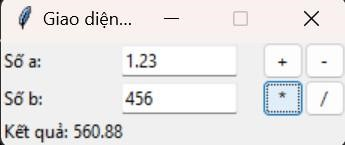 Giao diện...
Số a: 1.23 + -
Số b: 456 * /
Kết quả: 560.88